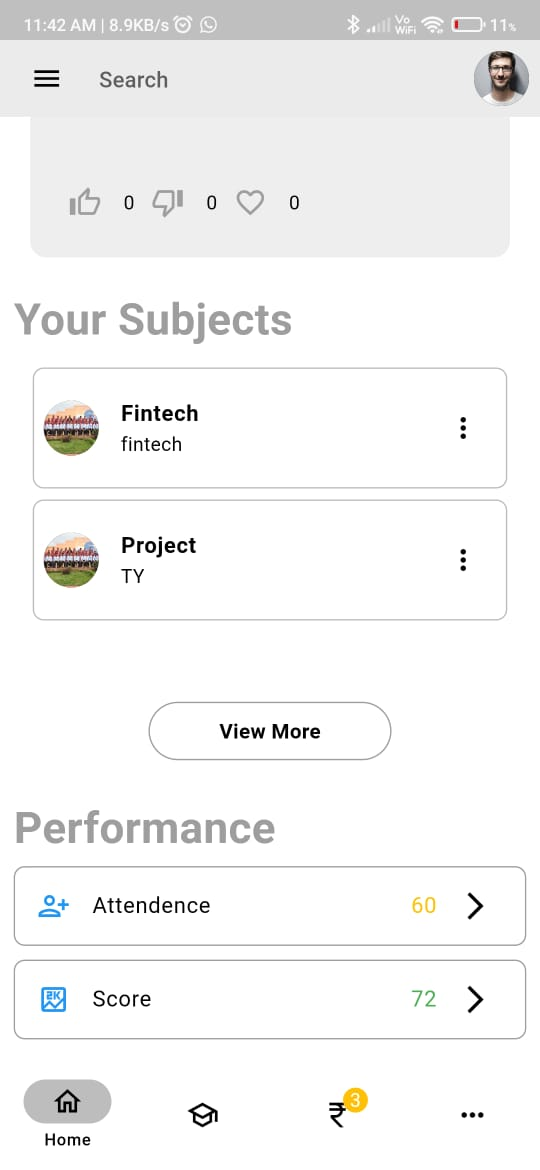 11:42 AM | 8.9KB/s
Vo
WiFi
11%
Search
0 0 0
Your Subjects
Fintech
fintech
Project
TY
View More
Performance
Attendence 60
2K
Score 72
3
Home